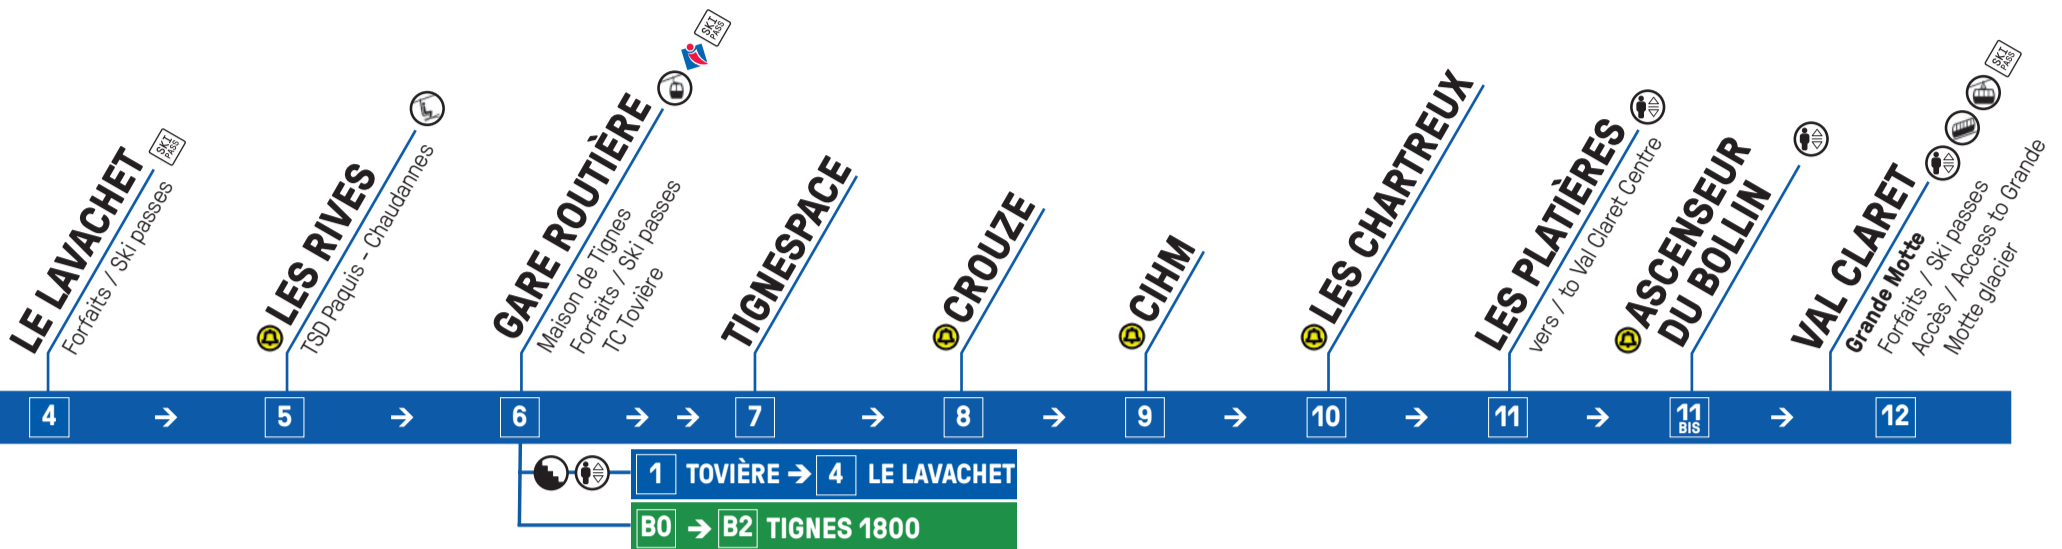 LE LAVACHET
Forfaits / Ski passes
SKI
PASS
LES RIVES
TSD Paquis - Chaudannes
GARE ROUTIÈRE
Maison de Tignes
Forfaits / Ski passes
TC Tovière
SKI
PASS
TIGNESPACE
CROUZE
CIHM
LES CHARTREUX
LES PLATIÈRES
vers / to Val Claret Centre
ASCENSEUR
DU BOLLIN
VAL CLARET
Grande Motte
Forfaits / Ski passes
Accès / Access to Grande
Motte glacier
SKI
PASS
4 → 5 → 6 → → 7 → 8 → 9 → 10 → 11 → 11 BIS → 12
1 TOVIÈRE → 4 LE LAVACHET
B0 → B2 TIGNES 1800